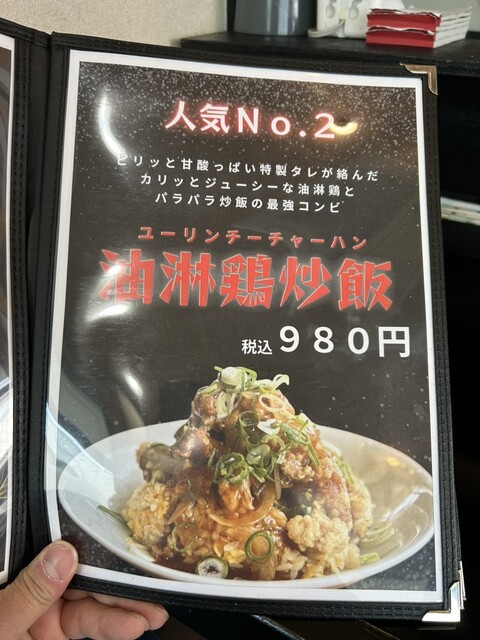 人気No.2
ピリッと甘酸っぱい特製タレが絡んだ
カリッとジューシーな油淋鶏と
パラパラ炒飯の最強コンビ
ユーリンチーチャーハン
油淋鶏炒飯
税込980円